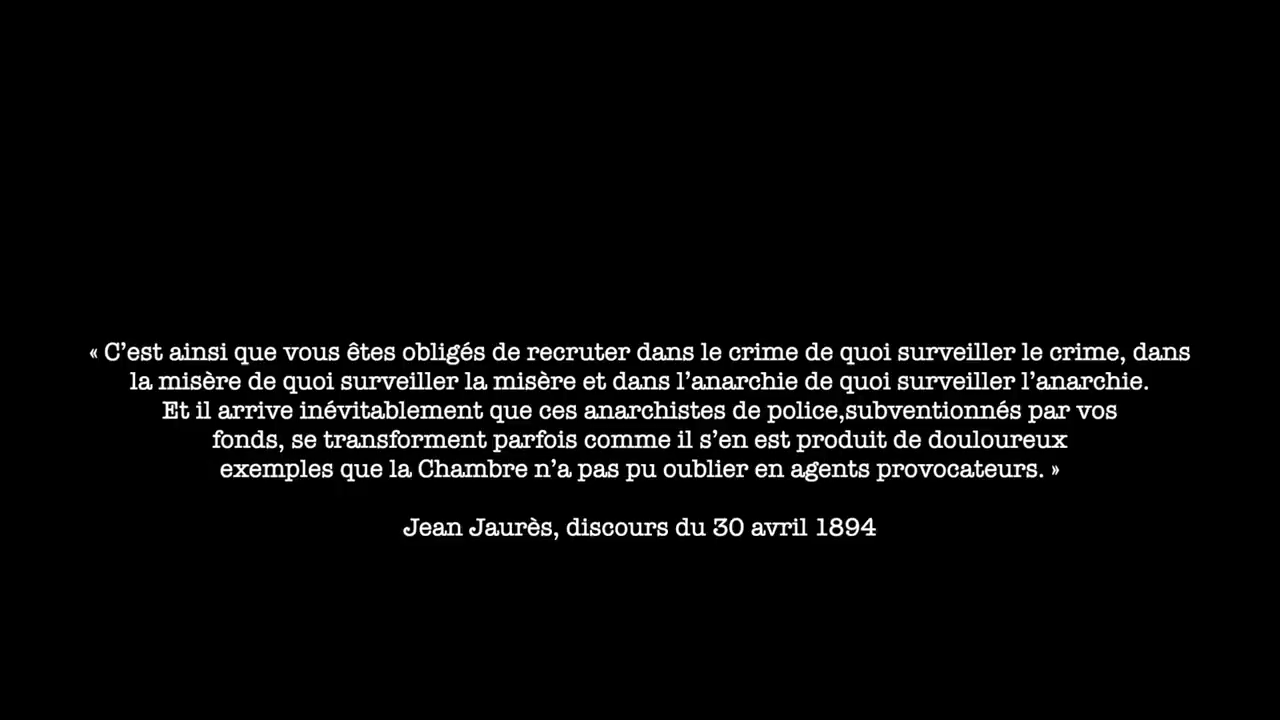 « C’est ainsi que vous êtes obligés de recruter dans le crime de quoi surveiller le crime, dans
la misère de quoi surveiller la misère et dans l’anarchie de quoi surveiller l’anarchie.
Et il arrive inévitablement que ces anarchistes de police,subventionnés par vos
fonds, se transforment parfois comme il s’en est produit de douloureux
exemples que la Chambre n’a pas pu oublier en agents provocateurs. »
Jean Jaurès, discours du 30 avril 1894